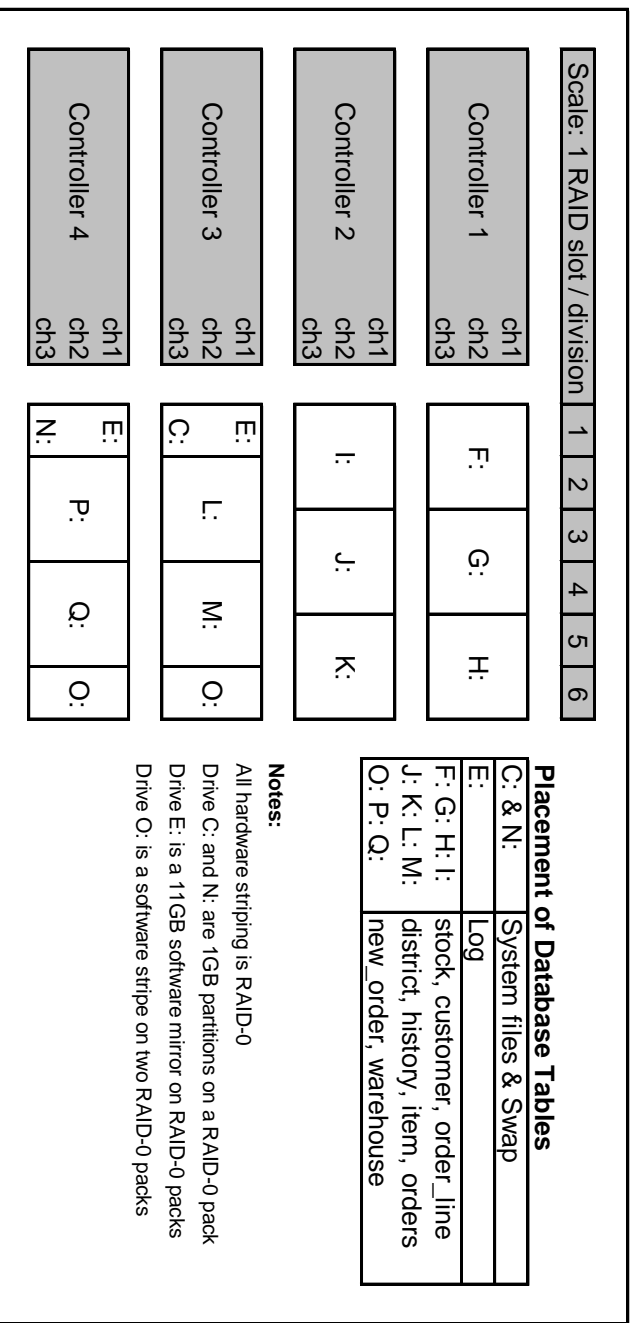 Scale: 1 RAID slot / division 1 2 3 4 5 6
Controller 1
ch1
ch2
ch3
F: G: H:
Controller 2
ch1
ch2
ch3
I: J: K:
Controller 3
ch1
ch2
ch3
E:
C:
L: M: O:
Controller 4
ch1
ch2
ch3
E:
N:
P: Q: O:
Placement of Database Tables
C: & N: System files & Swap
E: Log
F: G: H: I: stock, customer, order_line
J: K: L: M: district, history, item, orders
O: P: Q: new_order, warehouse
Notes:
All hardware striping is RAID-0
Drive C: and N: are 1GB partitions on a RAID-0 pack
Drive E: is a 11GB software mirror on RAID-0 packs
Drive O: is a software stripe on two RAID-0 packs